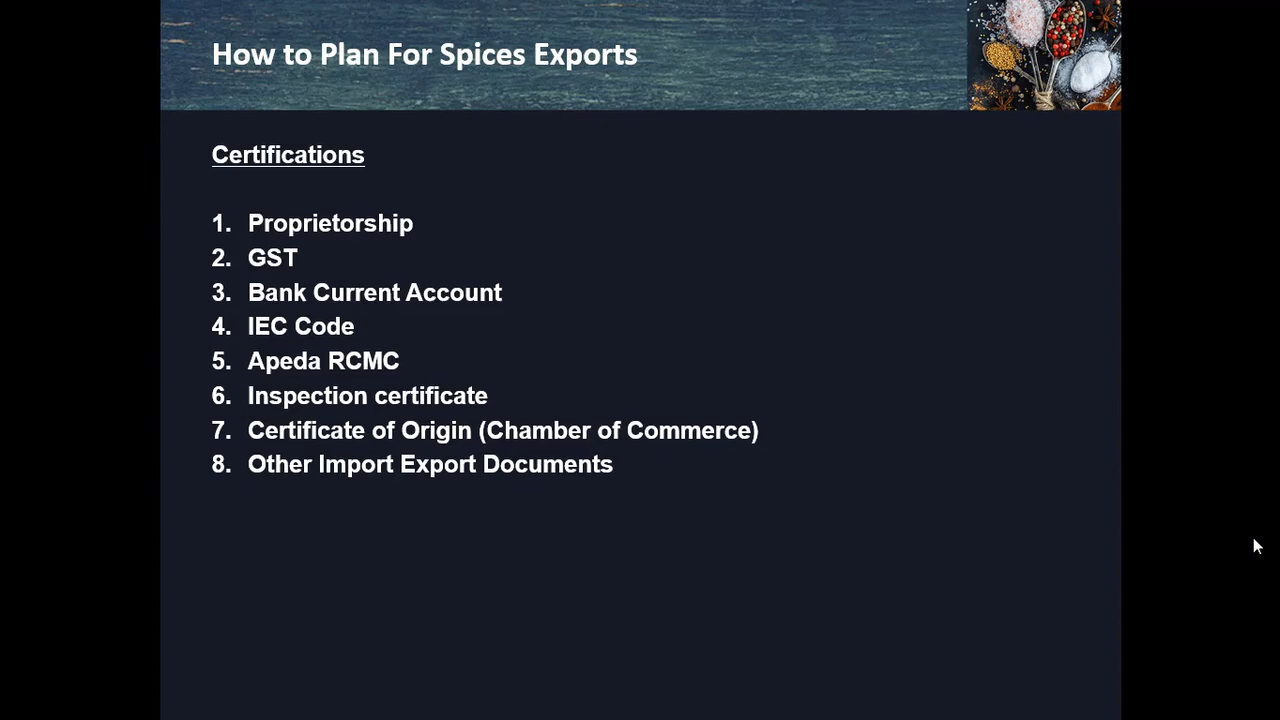 How to Plan For Spices Exports
Certifications
1. Proprietorship
2. GST
3. Bank Current Account
4. IEC Code
5. Apeda RCMC
6. Inspection certificate
7. Certificate of Origin (Chamber of Commerce)
8. Other Import Export Documents